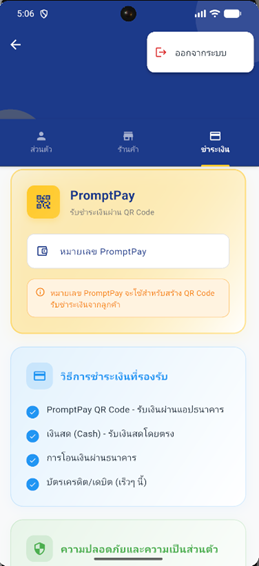 5:06
ออกจากระบบ
ส่วนตัว
ร้านค้า
ชำระเงิน
PromptPay
รับชำระเงินผ่าน QR Code
หมายเลข PromptPay
หมายเลข PromptPay จะใช้สำหรับสร้าง QR Code
รับชำระเงินจากลูกค้า
วิธีการชำระเงินที่รองรับ
PromptPay QR Code - รับเงินผ่านแอปธนาคาร
เงินสด (Cash) - รับเงินสดโดยตรง
การโอนเงินผ่านธนาคาร
บัตรเครดิต/เดบิต (เร็วๆ นี้)
ความปลอดภัยและความเป็นส่วนตัว